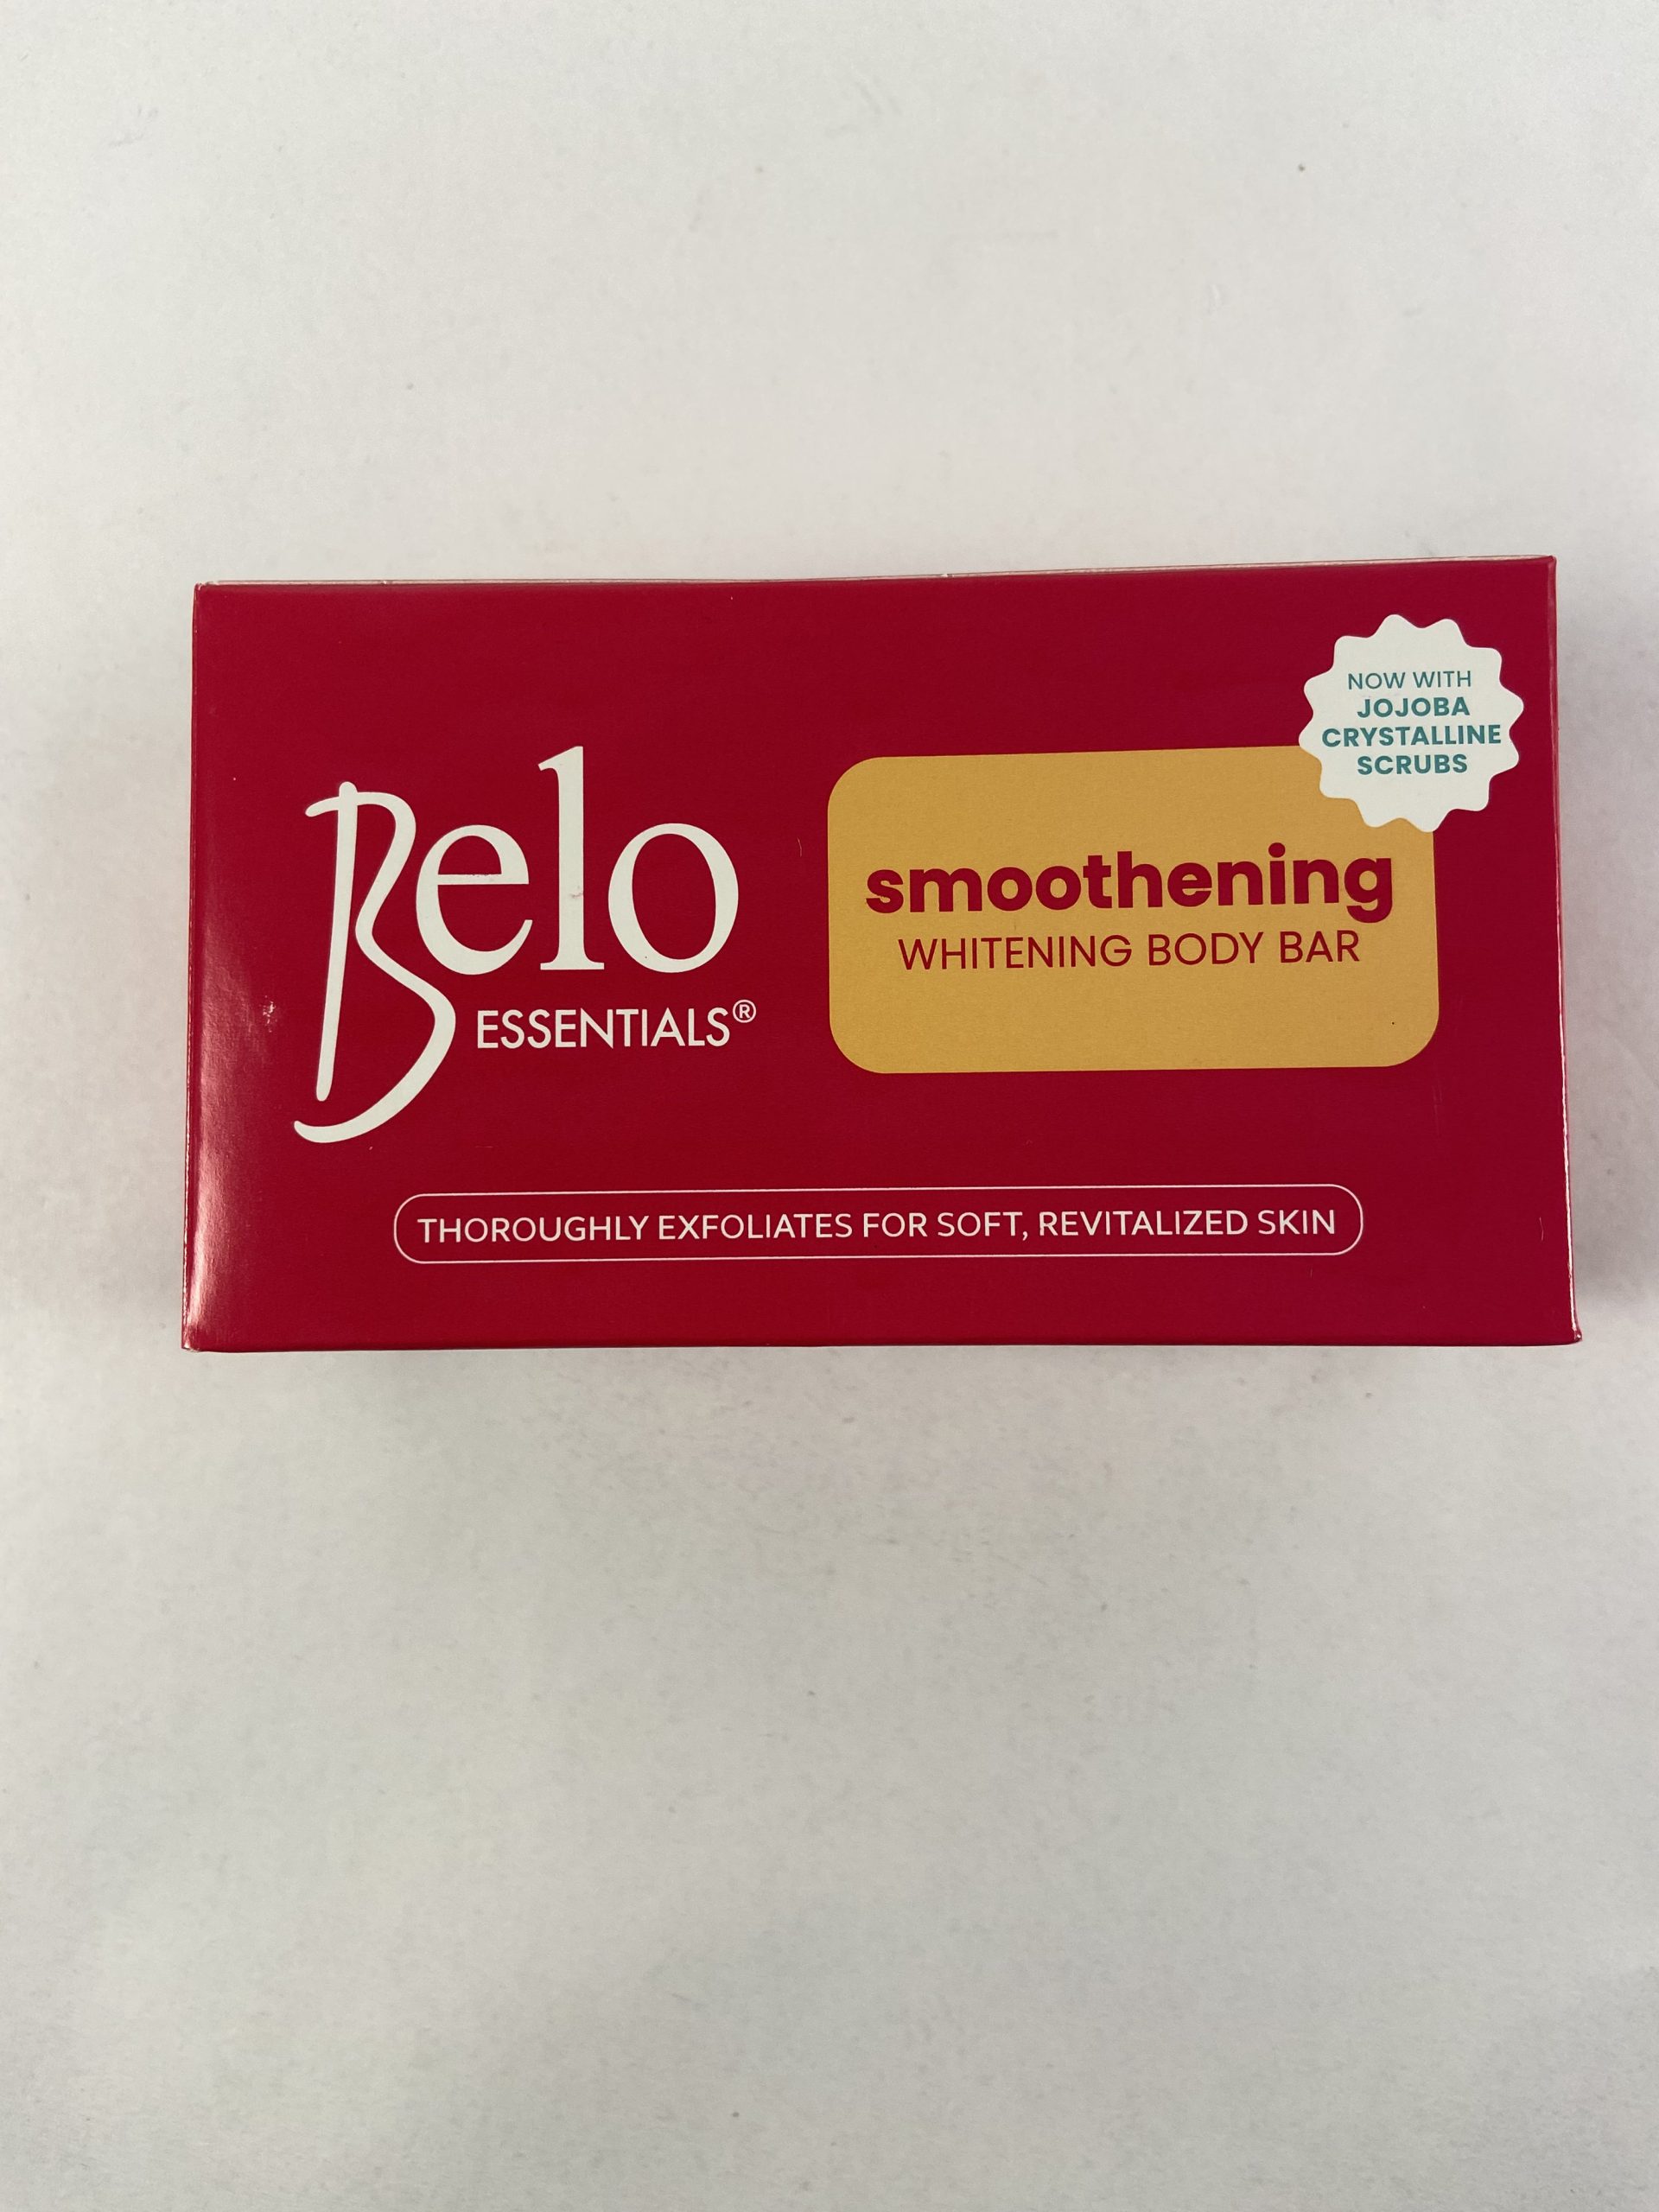 Belo
ESSENTIALS®
NOW WITH
JOJOBA
CRYSTALLINE
SCRUBS
smoothening
WHITENING BODY BAR
THOROUGHLY EXFOLIATES FOR SOFT, REVITALIZED SKIN